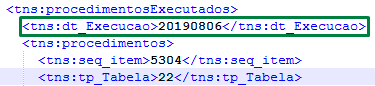 <tns:procedimentosExecutados>
<tns:dt_Execucao>20190806</tns:dt_Execucao>
<tns:procedimentos>
<tns:seq_item>5304</tns:seq_item>
<tns:tp_Tabela>22</tns:tp_Tabela>